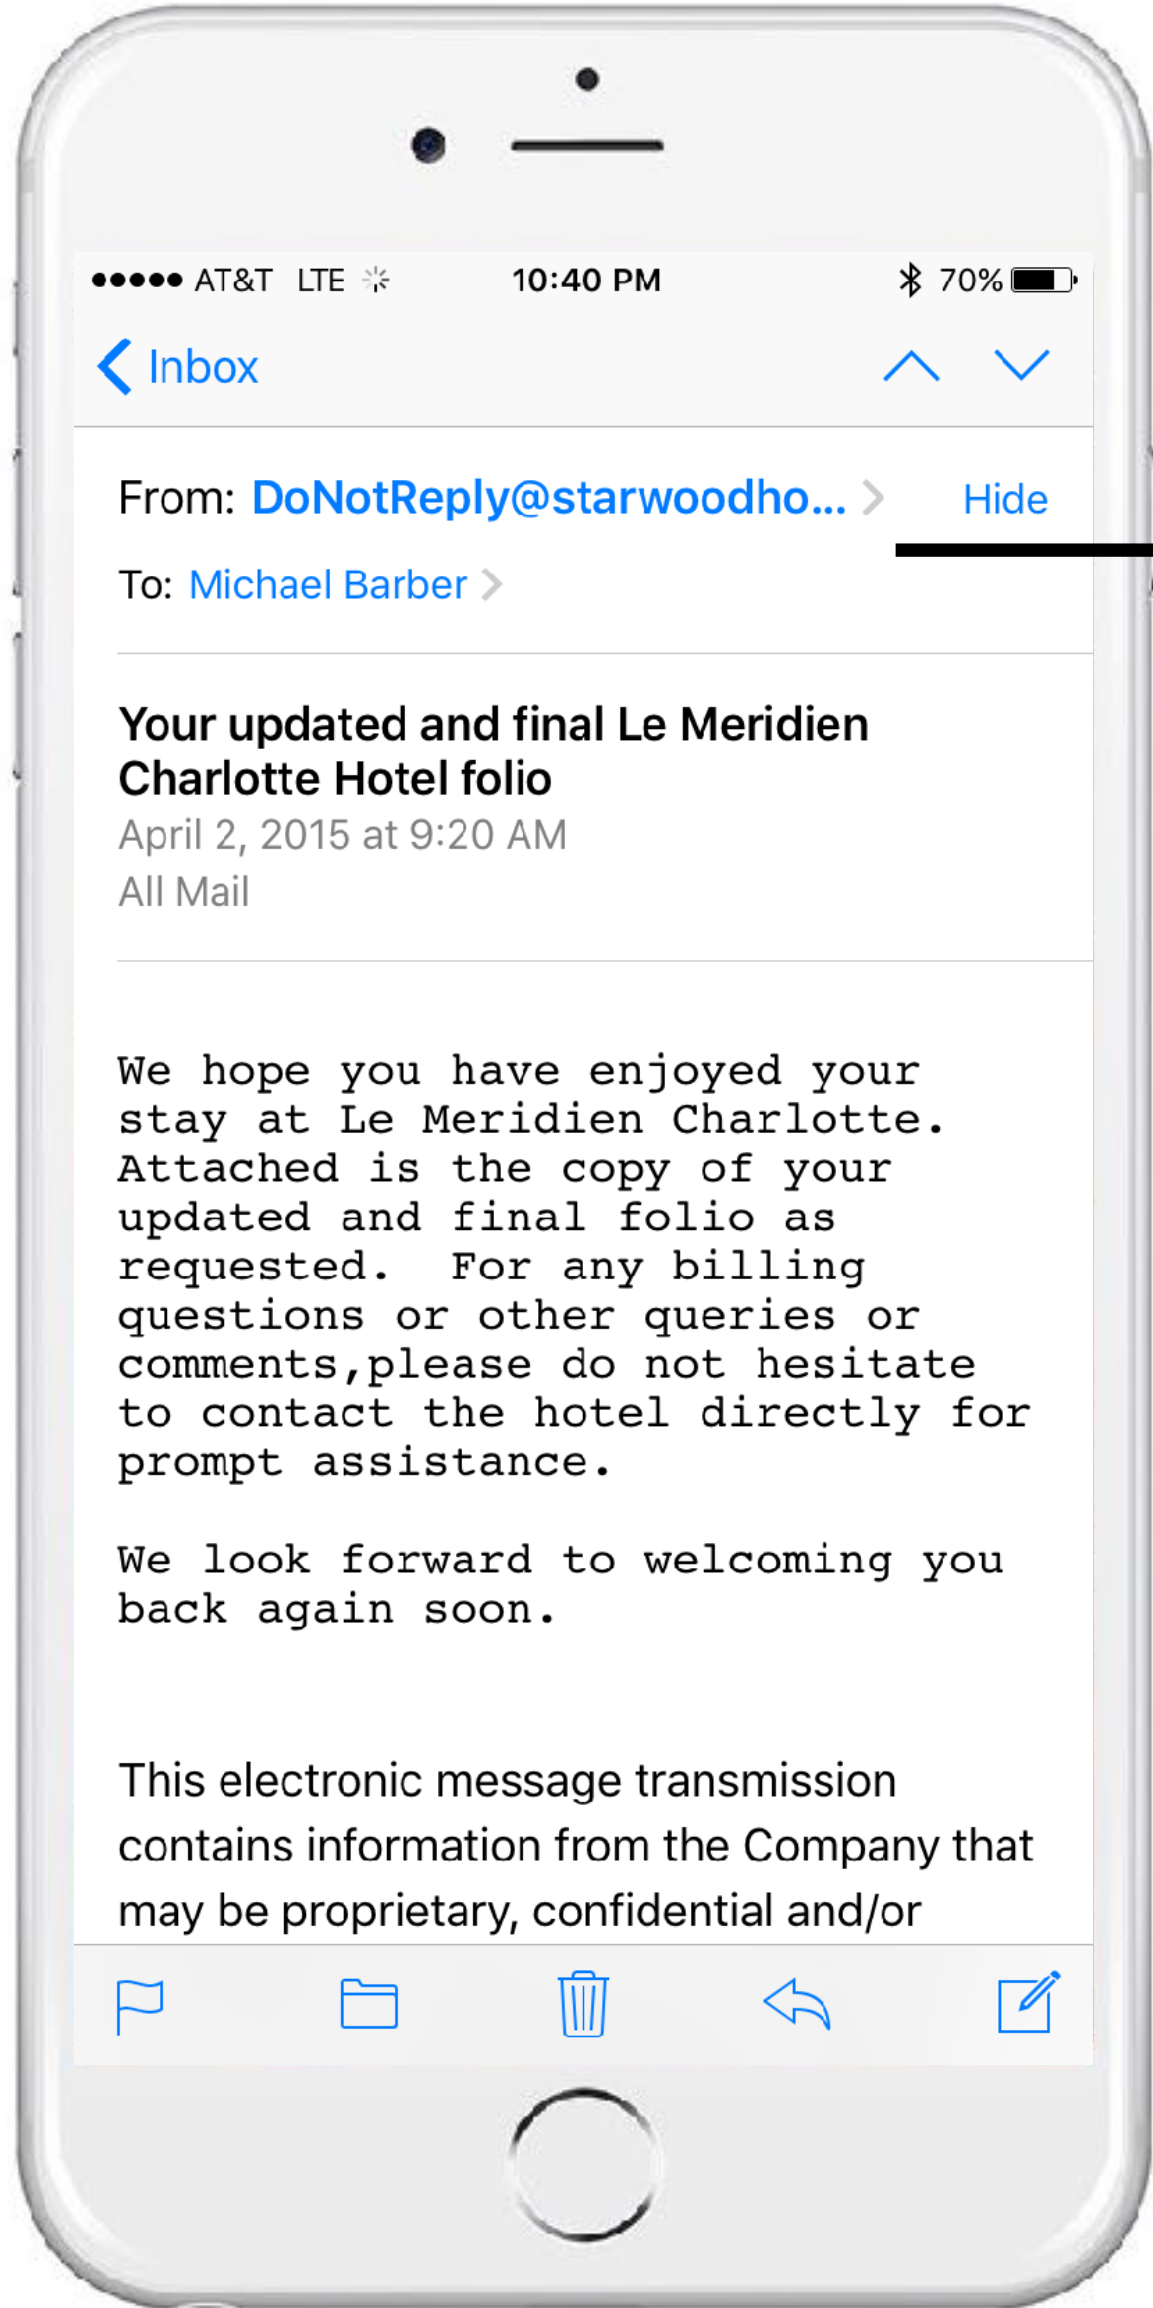 AT&T LTE 10:40 PM 70%
Inbox
From: DoNotReply@starwoodho... Hide
To: Michael Barber
Your updated and final Le Meridien
Charlotte Hotel folio
April 2, 2015 at 9:20 AM
All Mail
We hope you have enjoyed your
stay at Le Meridien Charlotte.
Attached is the copy of your
updated and final folio as
requested.  For any billing
questions or other queries or
comments,please do not hesitate
to contact the hotel directly for
prompt assistance.
We look forward to welcoming you
back again soon.
This electronic message transmission
contains information from the Company that
may be proprietary, confidential and/or